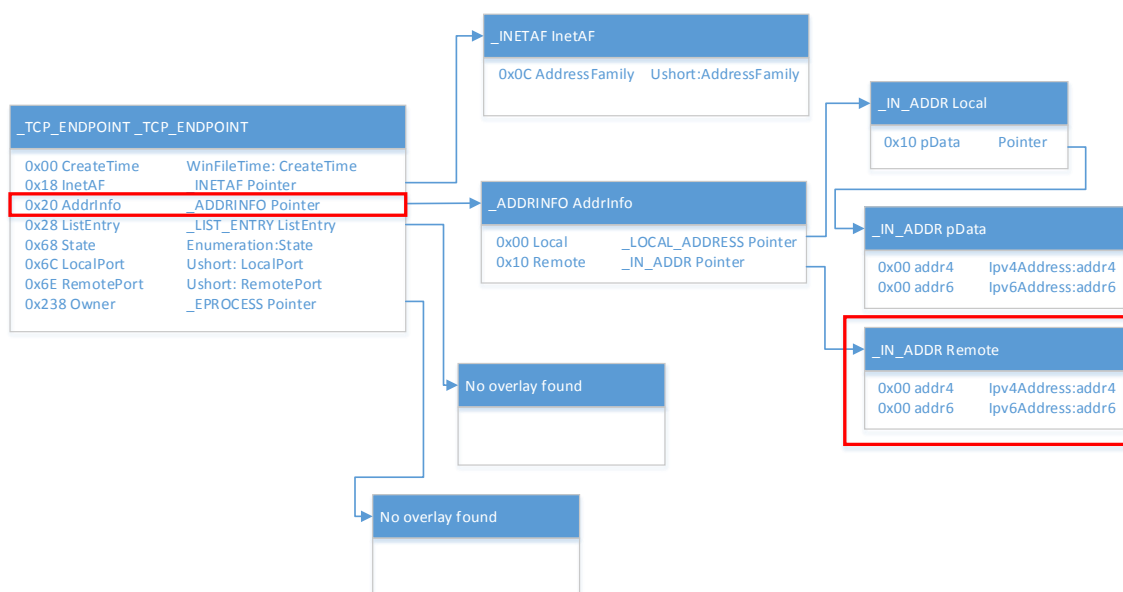 _TCP_ENDPOINT _TCP_ENDPOINT
0x00 CreateTime WinFileTime: CreateTime
0x18 InetAF _INETAF Pointer
0x20 AddrInfo _ADDRINFO Pointer
0x28 ListEntry _LIST_ENTRY ListEntry
0x68 State Enumeration:State
0x6C LocalPort Ushort: LocalPort
0x6E RemotePort Ushort: RemotePort
0x238 Owner _EPROCESS Pointer
_INETAF InetAF
0x0C AddressFamily Ushort:AddressFamily
_ADDRINFO AddrInfo
0x00 Local _LOCAL_ADDRESS Pointer
0x10 Remote _IN_ADDR Pointer
_IN_ADDR Local
0x10 pData Pointer
_IN_ADDR pData
0x00 addr4 Ipv4Address:addr4
0x00 addr6 Ipv6Address:addr6
_IN_ADDR Remote
0x00 addr4 Ipv4Address:addr4
0x00 addr6 Ipv6Address:addr6
No overlay found
No overlay found